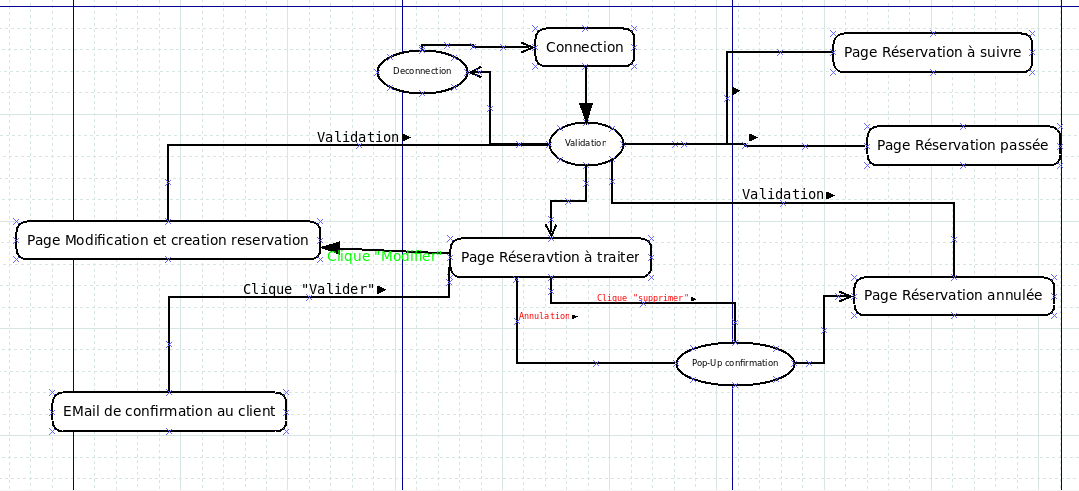 Connection
Page Réservation à suivre
Deconnection
Validation
Validation
Page Réservation passée
Validation
Page Modification et creation reservation
Page Réseravtion à traiter
Clique "Modifier"
Clique "Valider"
Clique "supprimer"
Page Réservation annulée
Annulation
Pop-Up confirmation
EMail de confirmation au client